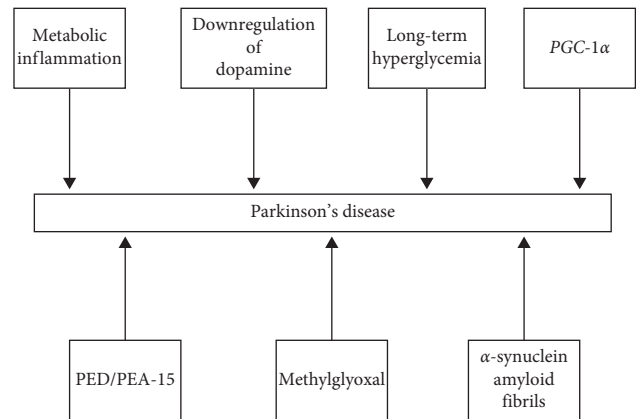 Metabolic
inflammation
Downregulation
of
dopamine
Long-term
hyperglycemia
PGC-1α
Parkinson’s disease
PED/PEA-15
Methylglyoxal
α-synuclein
amyloid
fibrils